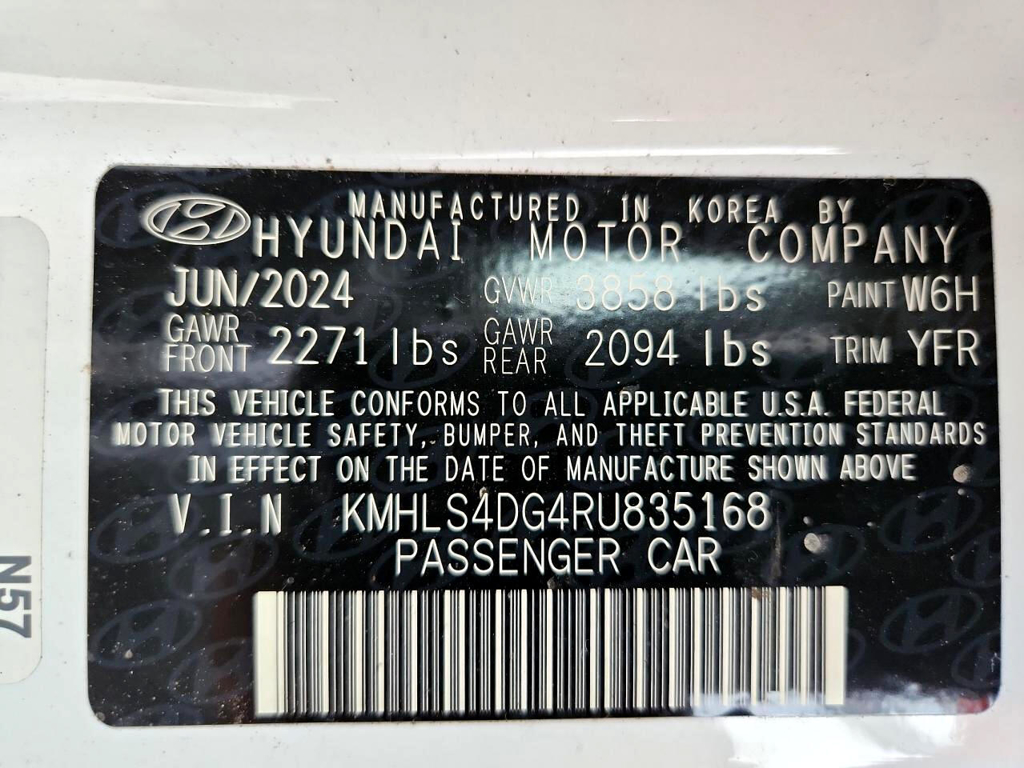 MANUFACTURED IN KOREA BY
HYUNDAI MOTOR COMPANY
JUN/2024 GVWR 3858 lbs PAINT W6H
GAWR FRONT 2271 lbs GAWR REAR 2094 lbs TRIM YFR
THIS VEHICLE CONFORMS TO ALL APPLICABLE U.S.A. FEDERAL
MOTOR VEHICLE SAFETY, BUMPER, AND THEFT PREVENTION STANDARDS
IN EFFECT ON THE DATE OF MANUFACTURE SHOWN ABOVE
V.I.N KMHLS4DG4RU835168
PASSENGER CAR
N57